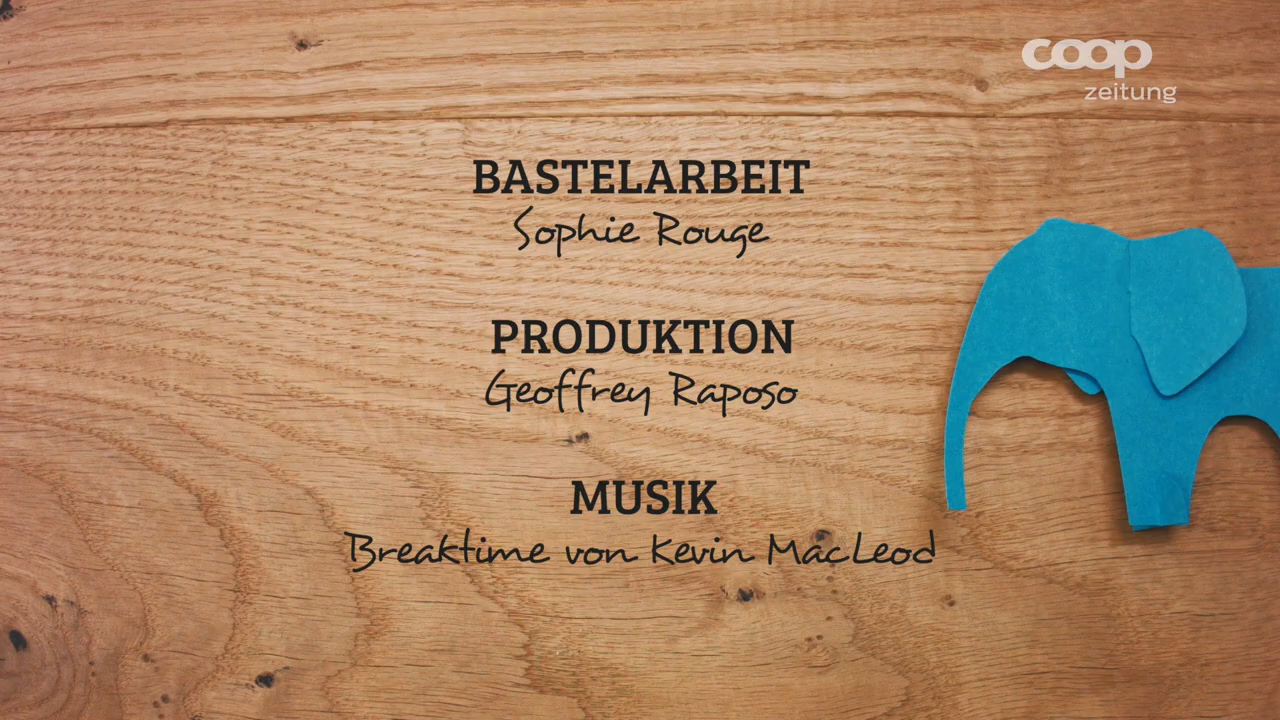 coop
zeitung
BASTELARBEIT
Sophie Rouge
PRODUKTION
Geoffrey Raposo
MUSIK
Breaktime von Kevin MacLeod